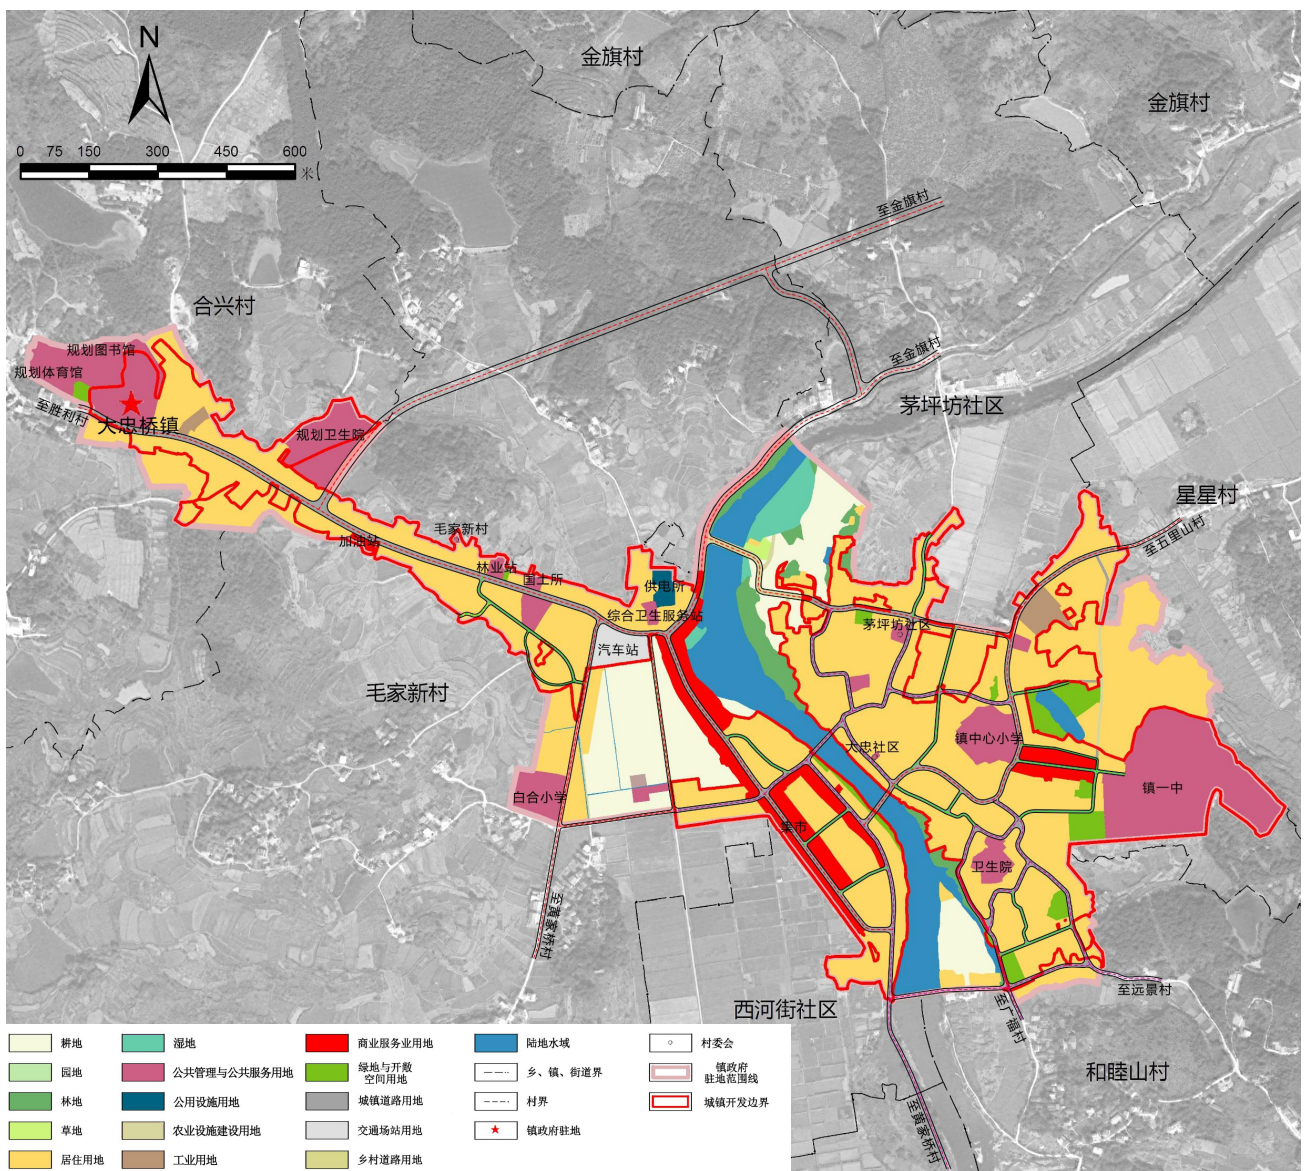 金旗村
金旗村
N
0 75 150 300 450 600
米
至金旗村
合兴村
规划图书馆
规划体育馆
至金旗村
至胜利村
大忠桥镇
茅坪坊社区
规划卫生院
星星村
毛家新村
至五里山村
加油站
林业站
国土所
供电所
综合卫生服务站
茅坪坊社区
汽车站
毛家新村
大忠社区
镇中心小学
镇一中
白合小学
集市
卫生院
至黄家桥村
至远景村
西河街社区
至广福村
和睦山村
至黄家桥村
耕地
湿地
商业服务业用地
陆地水域
村委会
园地
公共管理与公共服务用地
绿地与开敞
空间用地
乡、镇、街道界
镇政府
驻地范围线
林地
公用设施用地
城镇道路用地
村界
城镇开发边界
草地
农业设施建设用地
交通场站用地
镇政府驻地
居住用地
工业用地
乡村道路用地